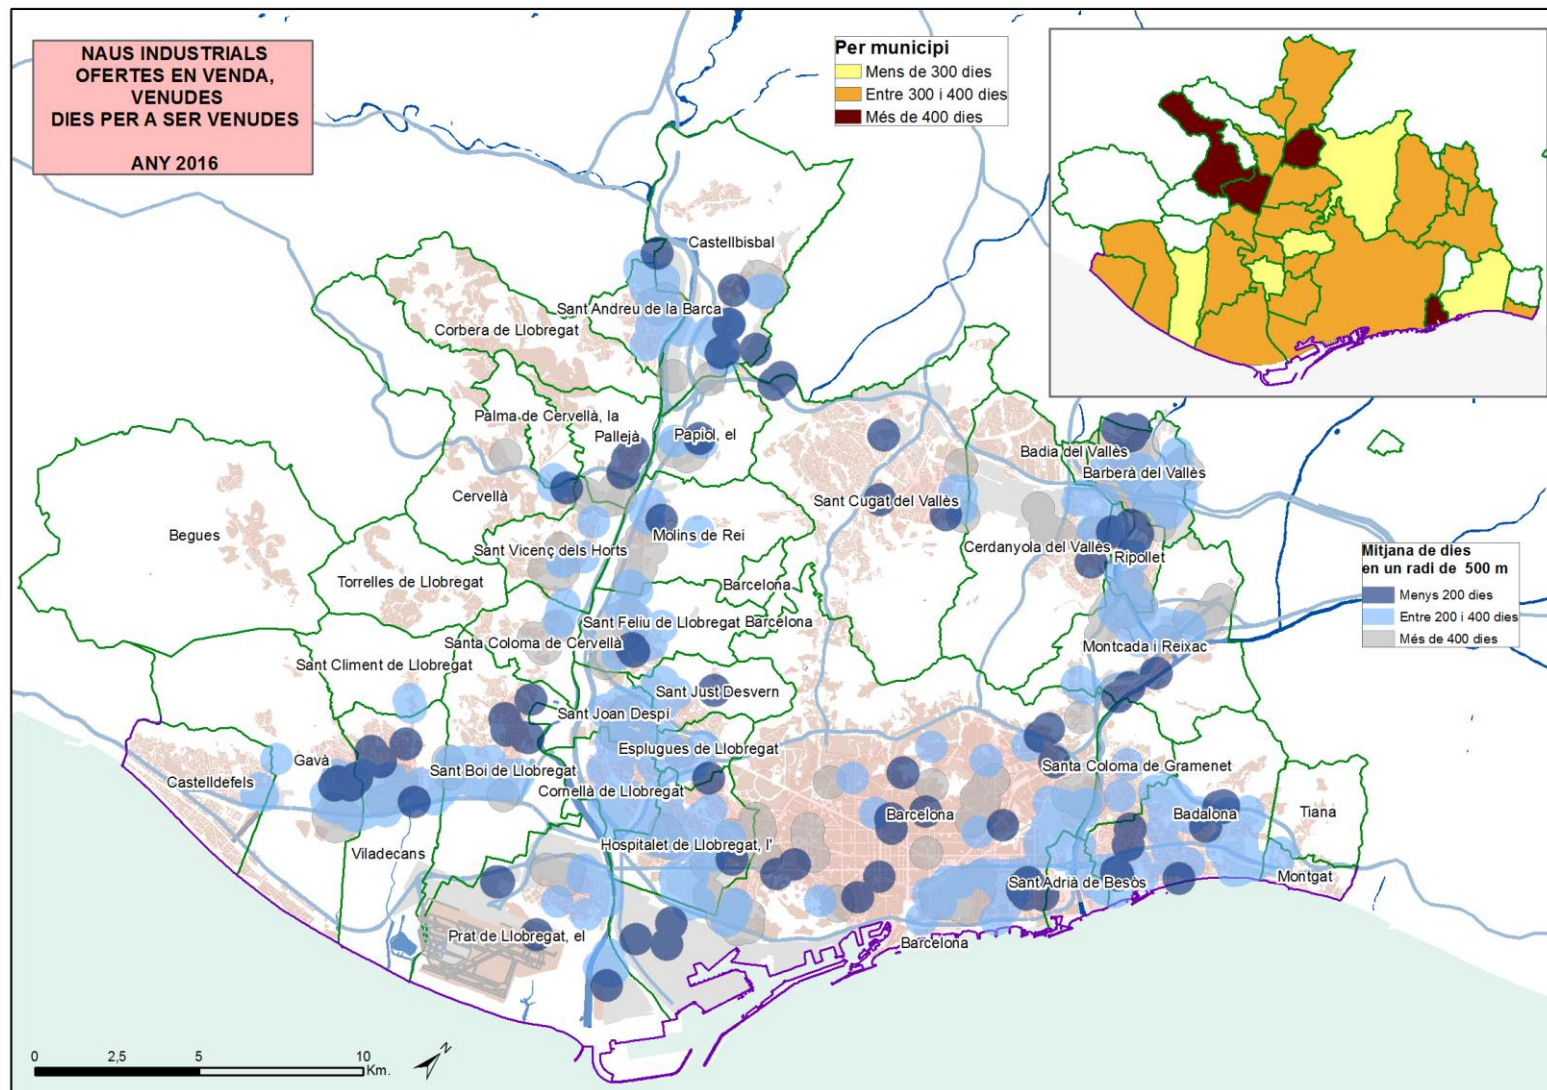 NAUS INDUSTRIALS
OFERTES EN VENDA,
VENUDES
DIES PER A SER VENUDES
ANY 2016
Per municipi
Mens de 300 dies
Entre 300 i 400 dies
Més de 400 dies
Castellbisbal
Sant Andreu de la Barca
Corbera de Llobregat
Palma de Cervellà, la
Pallejà
Papiol, el
Badia del Vallès
Barberà del Vallès
Cervellà
Sant Cugat del Vallès
Begues
Molins de Rei
Sant Vicenç dels Horts
Cerdanyola del Vallès
Ripollet
Torrelles de Llobregat
Barcelona
Mitjana de dies
en un radi de 500 m
Menys 200 dies
Entre 200 i 400 dies
Més de 400 dies
Sant Feliu de Llobregat
Barcelona
Santa Coloma de Cervellà
Montcada i Reixac
Sant Climent de Llobregat
Sant Just Desvern
Sant Joan Despí
Esplugues de Llobregat
Gavà
Sant Boi de Llobregat
Santa Coloma de Gramenet
Castelldefels
Cornellà de Llobregat
Barcelona
Badalona
Tiana
Hospitalet de Llobregat, l'
Viladecans
Sant Adrià de Besòs
Montgat
Prat de Llobregat, el
Barcelona
0 2,5 5 10
Km.
N